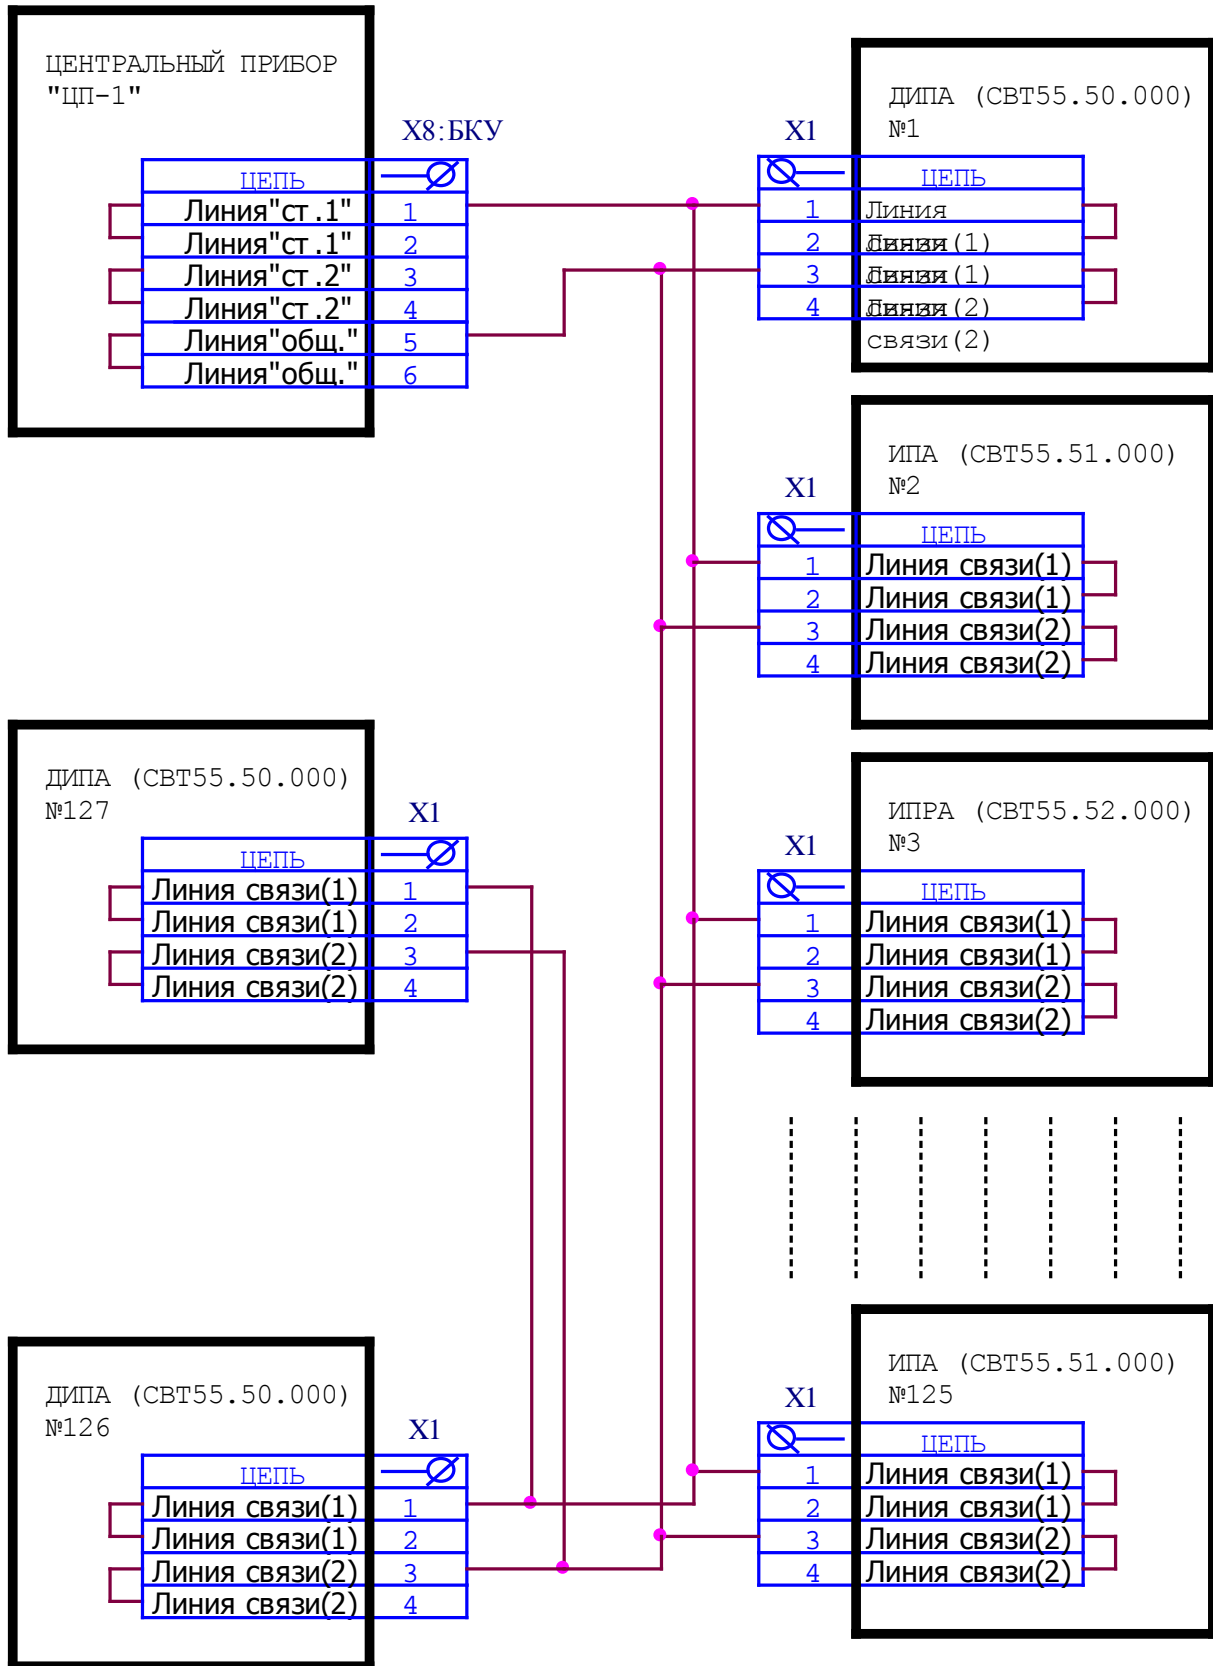 ЦЕНТРАЛЬНЫЙ ПРИБОР
"ЦП-1"
X8:БКУ
ЦЕПЬ
Линия"ст.1" 1
Линия"ст.1" 2
Линия"ст.2" 3
Линия"ст.2" 4
Линия"общ." 5
Линия"общ." 6
ДИПА (СВТ55.50.000)
№1
X1
ЦЕПЬ
1 Линия
2 связи(1)
3 связи(1)
4 связи(2)
связи(2)
ИПА (СВТ55.51.000)
№2
X1
ЦЕПЬ
1 Линия связи(1)
2 Линия связи(1)
3 Линия связи(2)
4 Линия связи(2)
ДИПА (СВТ55.50.000)
№127
X1
ЦЕПЬ
Линия связи(1) 1
Линия связи(1) 2
Линия связи(2) 3
Линия связи(2) 4
ИПРА (СВТ55.52.000)
№3
X1
ЦЕПЬ
1 Линия связи(1)
2 Линия связи(1)
3 Линия связи(2)
4 Линия связи(2)
ДИПА (СВТ55.50.000)
№126
X1
ЦЕПЬ
Линия связи(1) 1
Линия связи(1) 2
Линия связи(2) 3
Линия связи(2) 4
ИПА (СВТ55.51.000)
№125
X1
ЦЕПЬ
1 Линия связи(1)
2 Линия связи(1)
3 Линия связи(2)
4 Линия связи(2)